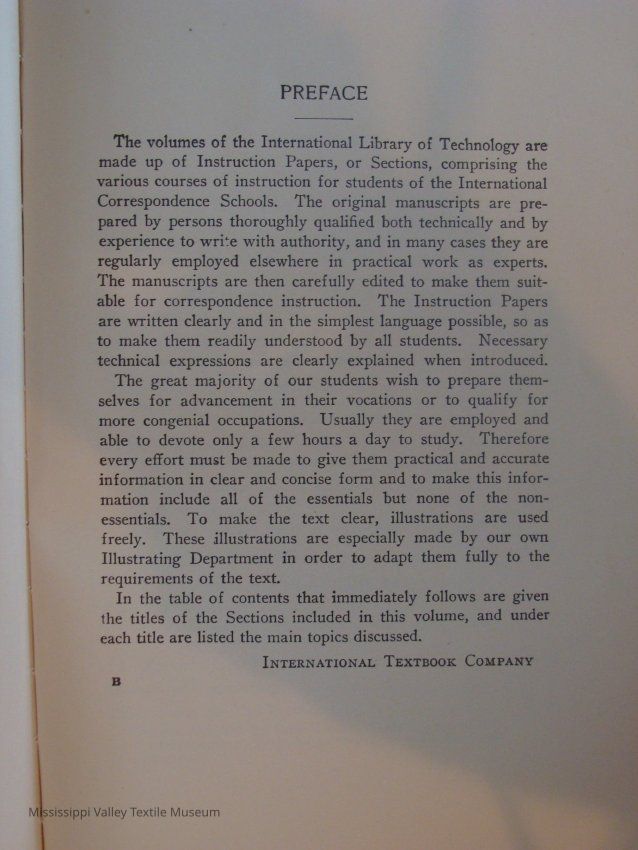 PREFACE
The volumes of the International Library of Technology are
made up of Instruction Papers, or Sections, comprising the
various courses of instruction for students of the International
Correspondence Schools. The original manuscripts are pre-
pared by persons thoroughly qualified both technically and by
experience to write with authority, and in many cases they are
regularly employed elsewhere in practical work as experts.
The manuscripts are then carefully edited to make them suit-
able for correspondence instruction. The Instruction Papers
are written clearly and in the simplest language possible, so as
to make them readily understood by all students. Necessary
technical expressions are clearly explained when introduced.
The great majority of our students wish to prepare them-
selves for advancement in their vocations or to qualify for
more congenial occupations. Usually they are employed and
able to devote only a few hours a day to study. Therefore
every effort must be made to give them practical and accurate
information in clear and concise form and to make this infor-
mation include all of the essentials but none of the non-
essentials. To make the text clear, illustrations are used
freely. These illustrations are especially made by our own
Illustrating Department in order to adapt them fully to the
requirements of the text.
In the table of contents that immediately follows are given
the titles of the Sections included in this volume, and under
each title are listed the main topics discussed.
INTERNATIONAL TEXTBOOK COMPANY
B
Mississippi Valley Textile Museum